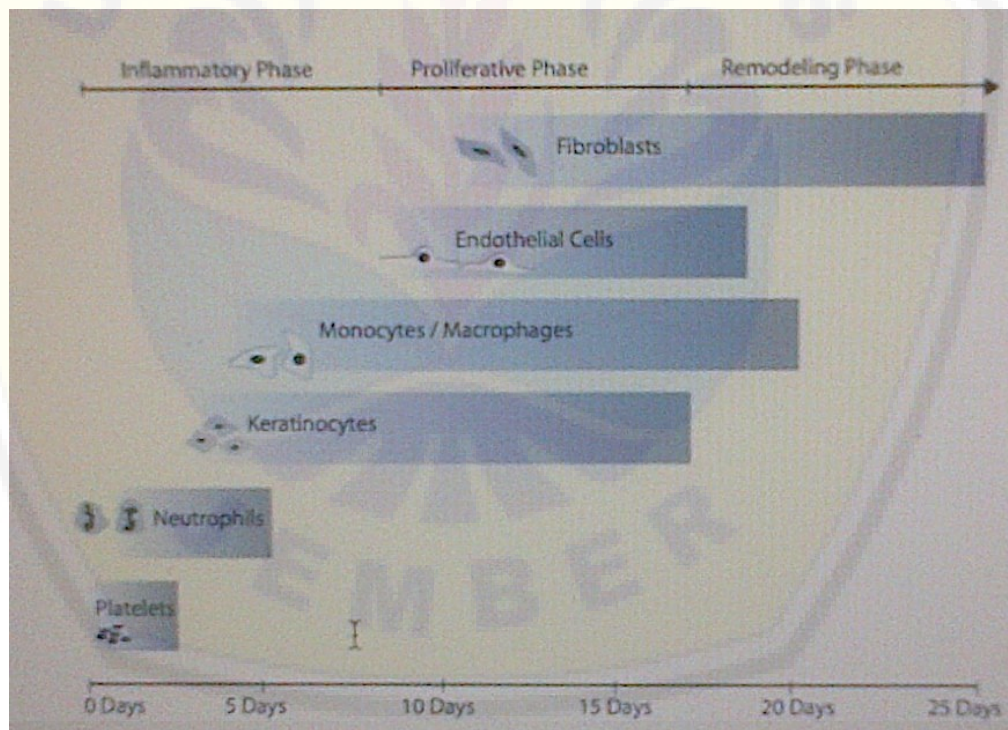 Inflammatory Phase Proliferative Phase Remodeling Phase
Fibroblasts
Endothelial Cells
Monocytes / Macrophages
Keratinocytes
Neutrophils
Platelets
EMBER
0 Days 5 Days 10 Days 15 Days 20 Days 25 Days